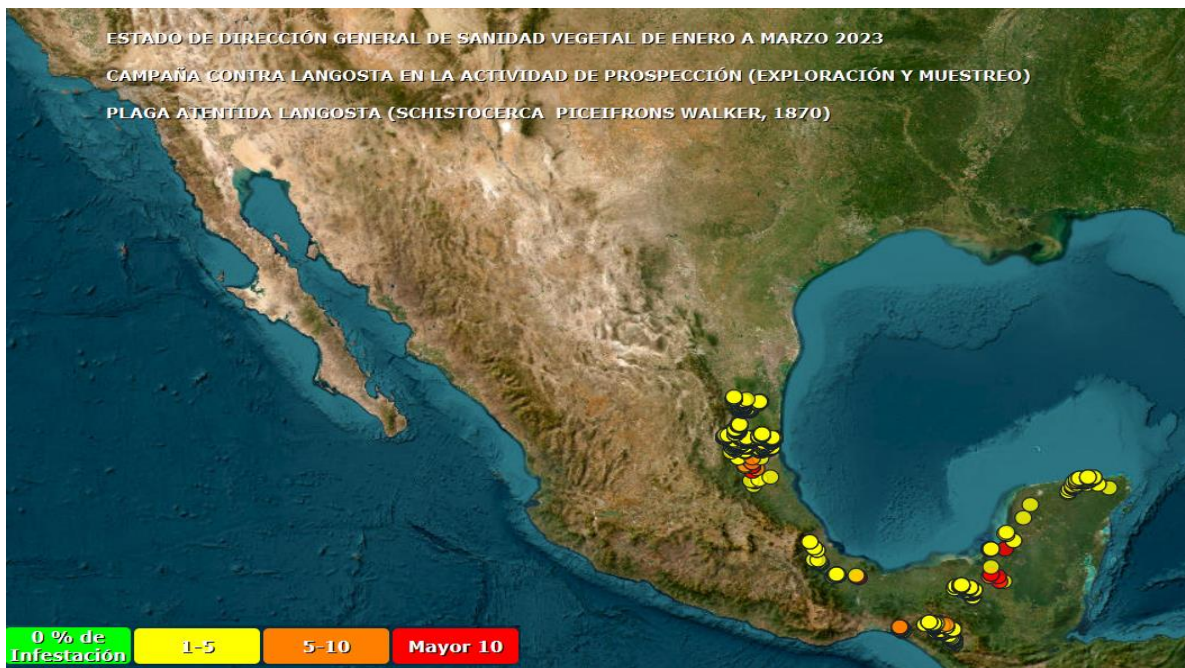 ESTADO DE DIRECCIÓN GENERAL DE SANIDAD VEGETAL DE ENERO A MARZO 2023
CAMPAÑA CONTRA LANGOSTA EN LA ACTIVIDAD DE PROSPECCIÓN (EXPLORACIÓN Y MUESTREO)
PLAGA ATENTIDA LANGOSTA (SCHISTOCERCA PICEIFRONS WALKER, 1870)
0 % de
Infestación
1-5
5-10
Mayor 10